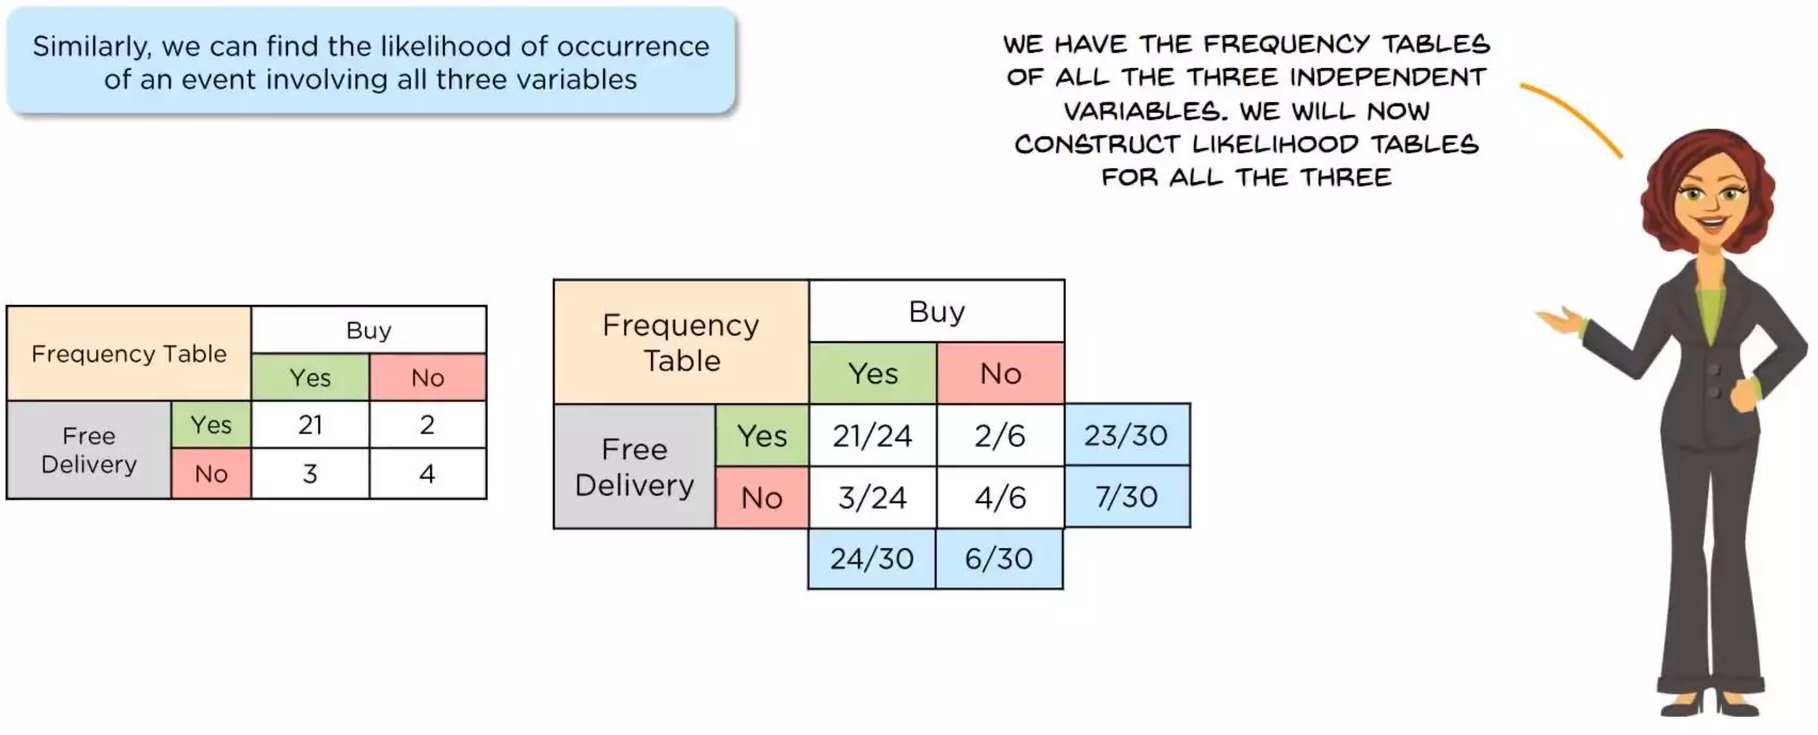 Similarly, we can find the likelihood of occurrence
of an event involving all three variables
WE HAVE THE FREQUENCY TABLES
OF ALL THE THREE INDEPENDENT
VARIABLES. WE WILL NOW
CONSTRUCT LIKELIHOOD TABLES
FOR ALL THE THREE
Frequency Table
Buy
Yes No
Free
Delivery
Yes 21 2
No 3 4
Frequency
Table
Buy
Yes No
Free
Delivery
Yes 21/24 2/6 23/30
No 3/24 4/6 7/30
24/30 6/30